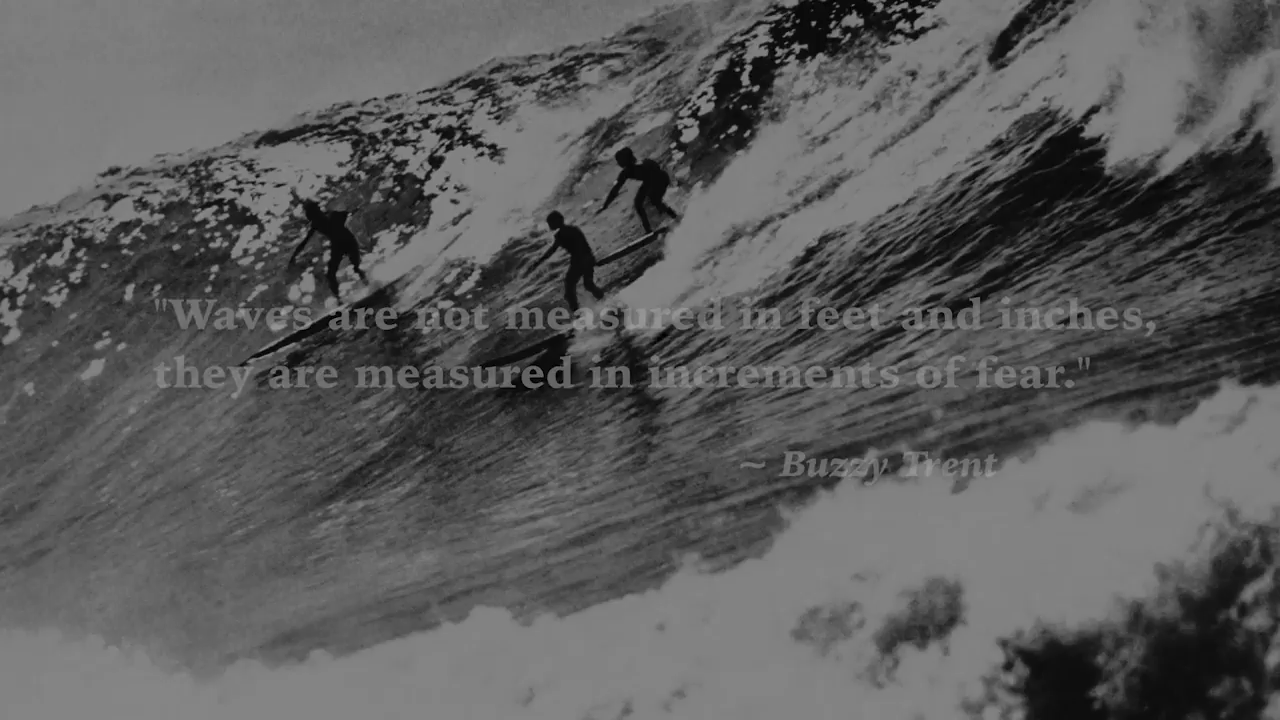 "Waves are not measured in feet and inches,
they are measured in increments of fear."
~ Buzzy Trent